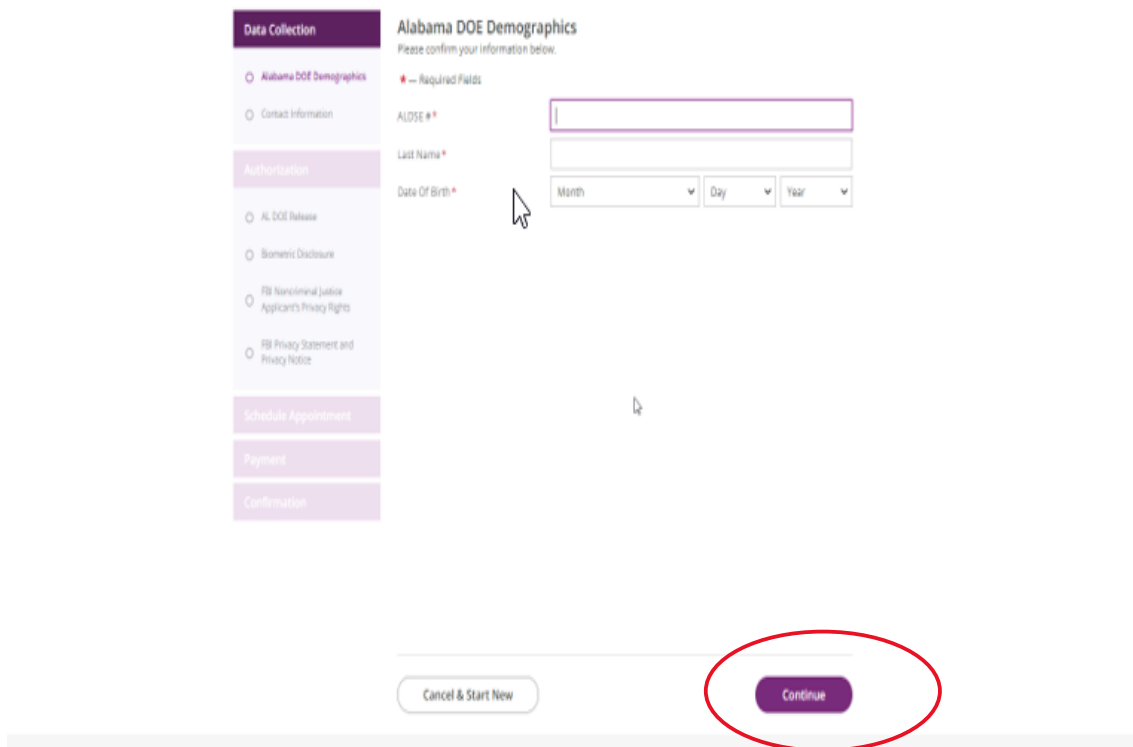 Data Collection
Alabama DOE Demographics
Contact Information
Authorization
AL DOE Release
Biometric Disclosure
FBI Noncriminal Justice
Applicant's Privacy Rights
FBI Privacy Statement and
Privacy Notice
Schedule Appointment
Payment
Confirmation
Alabama DOE Demographics
Please confirm your information below.
* — Required Fields
ALDSE # *
Last Name *
Date Of Birth * Month Day Year
Cancel & Start New Continue